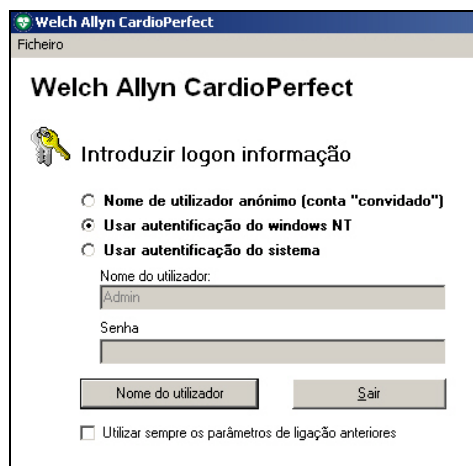 Welch Allyn CardioPerfect
Ficheiro
Welch Allyn CardioPerfect
Introduzir logon informação
Nome de utilizador anónimo (conta "convidado")
Usar autentificação do windows NT
Usar autentificação do sistema
Nome do utilizador:
Admin
Senha
Nome do utilizador Sair
Utilizar sempre os parâmetros de ligação anteriores